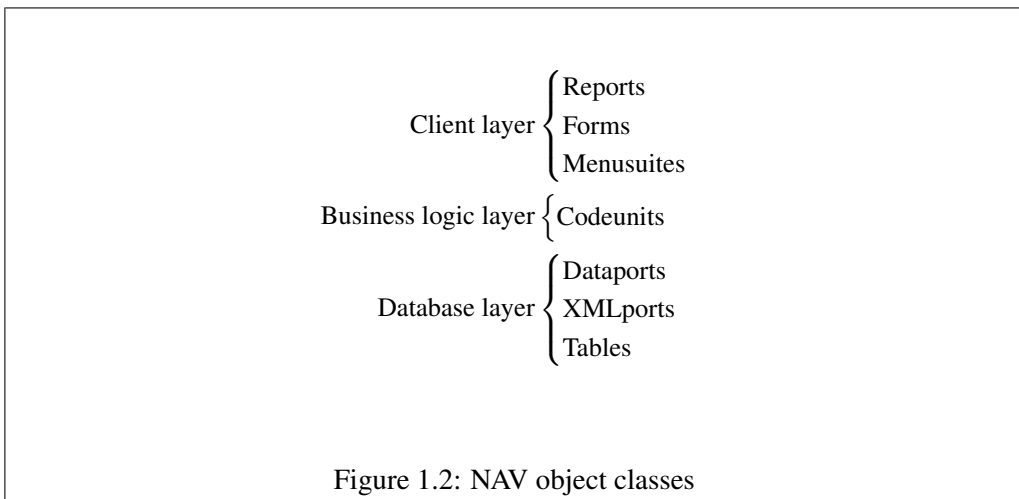 Reports
Client layer { Forms
Menusuites
Business logic layer { Codeunits
Dataports
Database layer { XMLports
Tables
Figure 1.2: NAV object classes